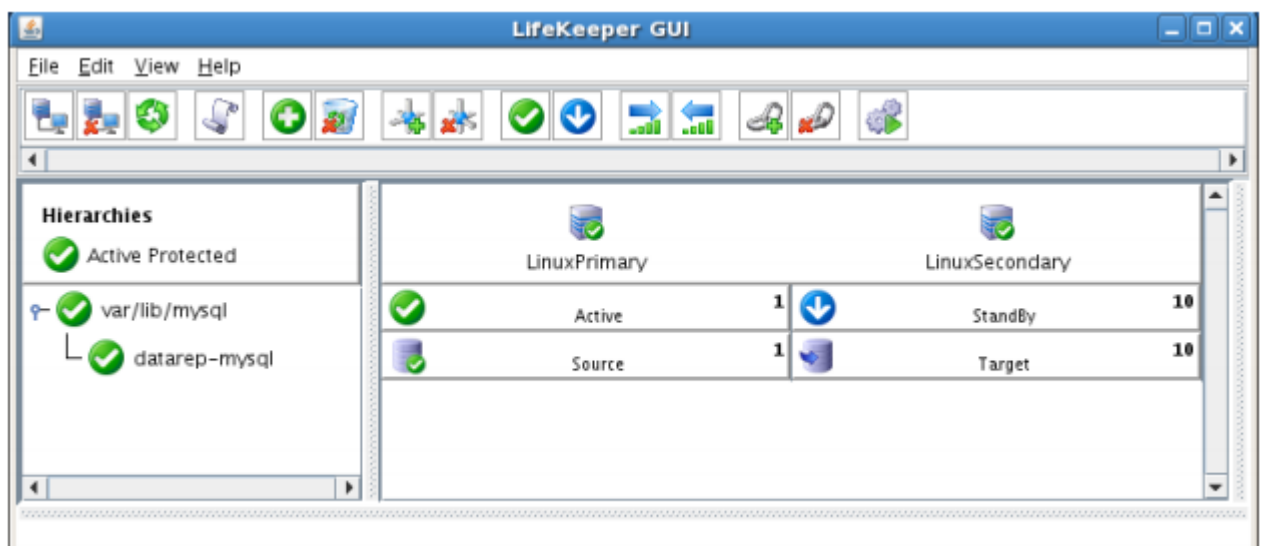 LifeKeeper GUI
File Edit View Help
Hierarchies
Active Protected
LinuxPrimary LinuxSecondary
var/lib/mysql Active 1 StandBy 10
datarep-mysql Source 1 Target 10